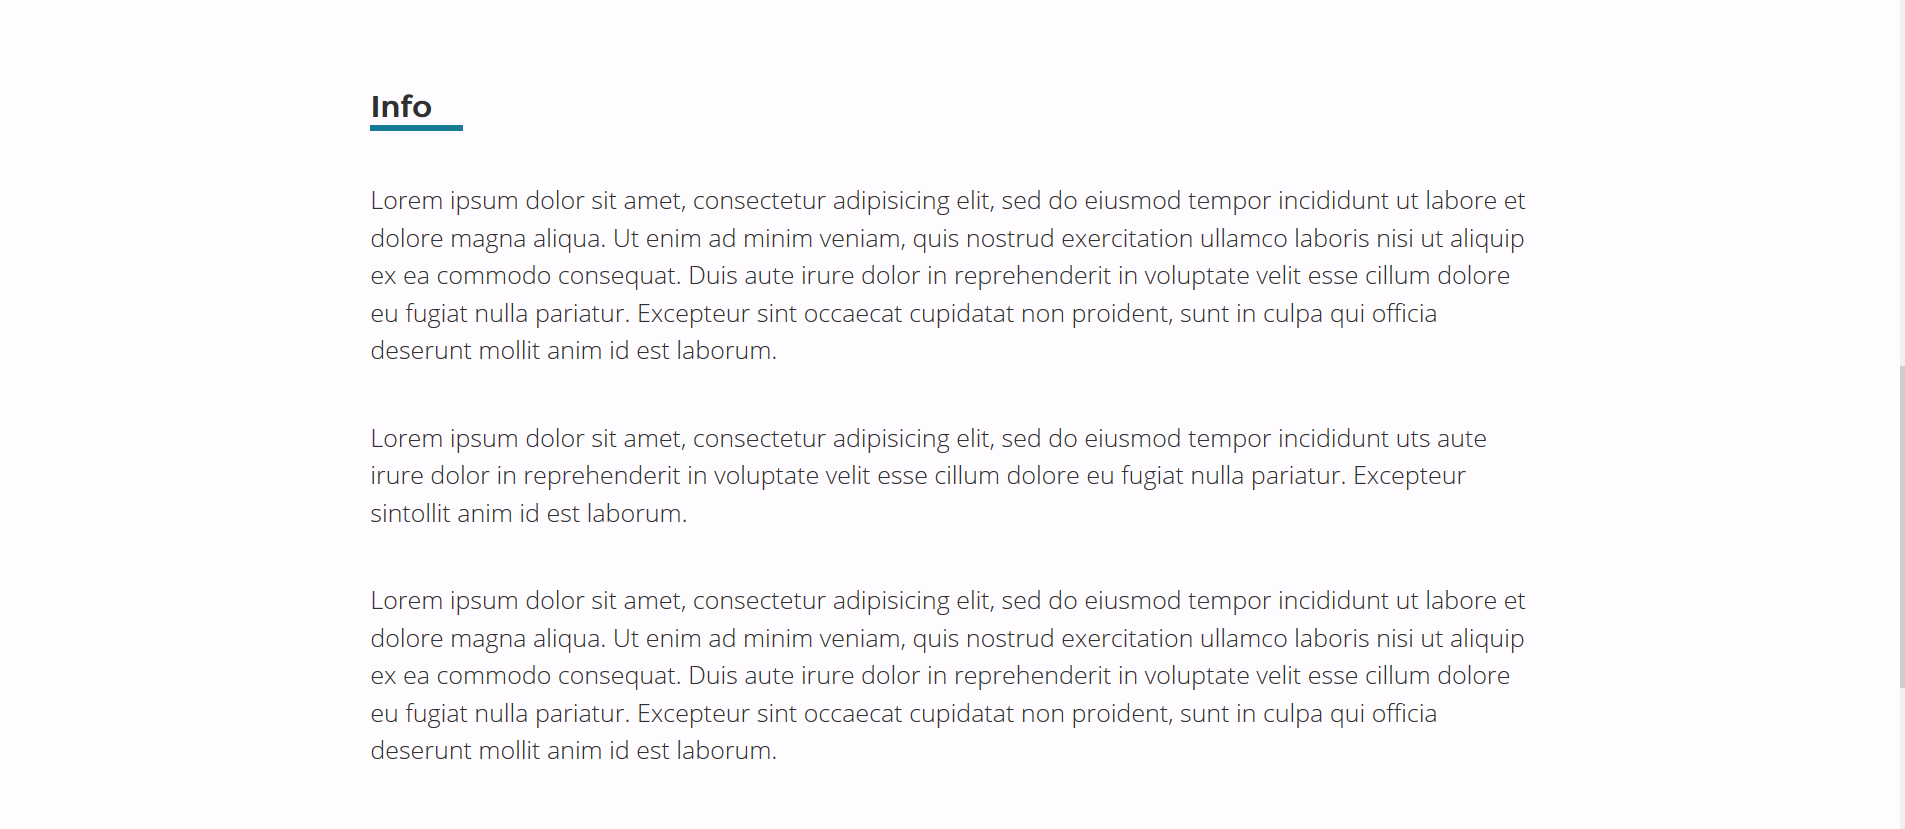 Info
Lorem ipsum dolor sit amet, consectetur adipisicing elit, sed do eiusmod tempor incididunt ut labore et
dolore magna aliqua. Ut enim ad minim veniam, quis nostrud exercitation ullamco laboris nisi ut aliquip
ex ea commodo consequat. Duis aute irure dolor in reprehenderit in voluptate velit esse cillum dolore
eu fugiat nulla pariatur. Excepteur sint occaecat cupidatat non proident, sunt in culpa qui officia
deserunt mollit anim id est laborum.
Lorem ipsum dolor sit amet, consectetur adipisicing elit, sed do eiusmod tempor incididunt uts aute
irure dolor in reprehenderit in voluptate velit esse cillum dolore eu fugiat nulla pariatur. Excepteur
sintollit anim id est laborum.
Lorem ipsum dolor sit amet, consectetur adipisicing elit, sed do eiusmod tempor incididunt ut labore et
dolore magna aliqua. Ut enim ad minim veniam, quis nostrud exercitation ullamco laboris nisi ut aliquip
ex ea commodo consequat. Duis aute irure dolor in reprehenderit in voluptate velit esse cillum dolore
eu fugiat nulla pariatur. Excepteur sint occaecat cupidatat non proident, sunt in culpa qui officia
deserunt mollit anim id est laborum.